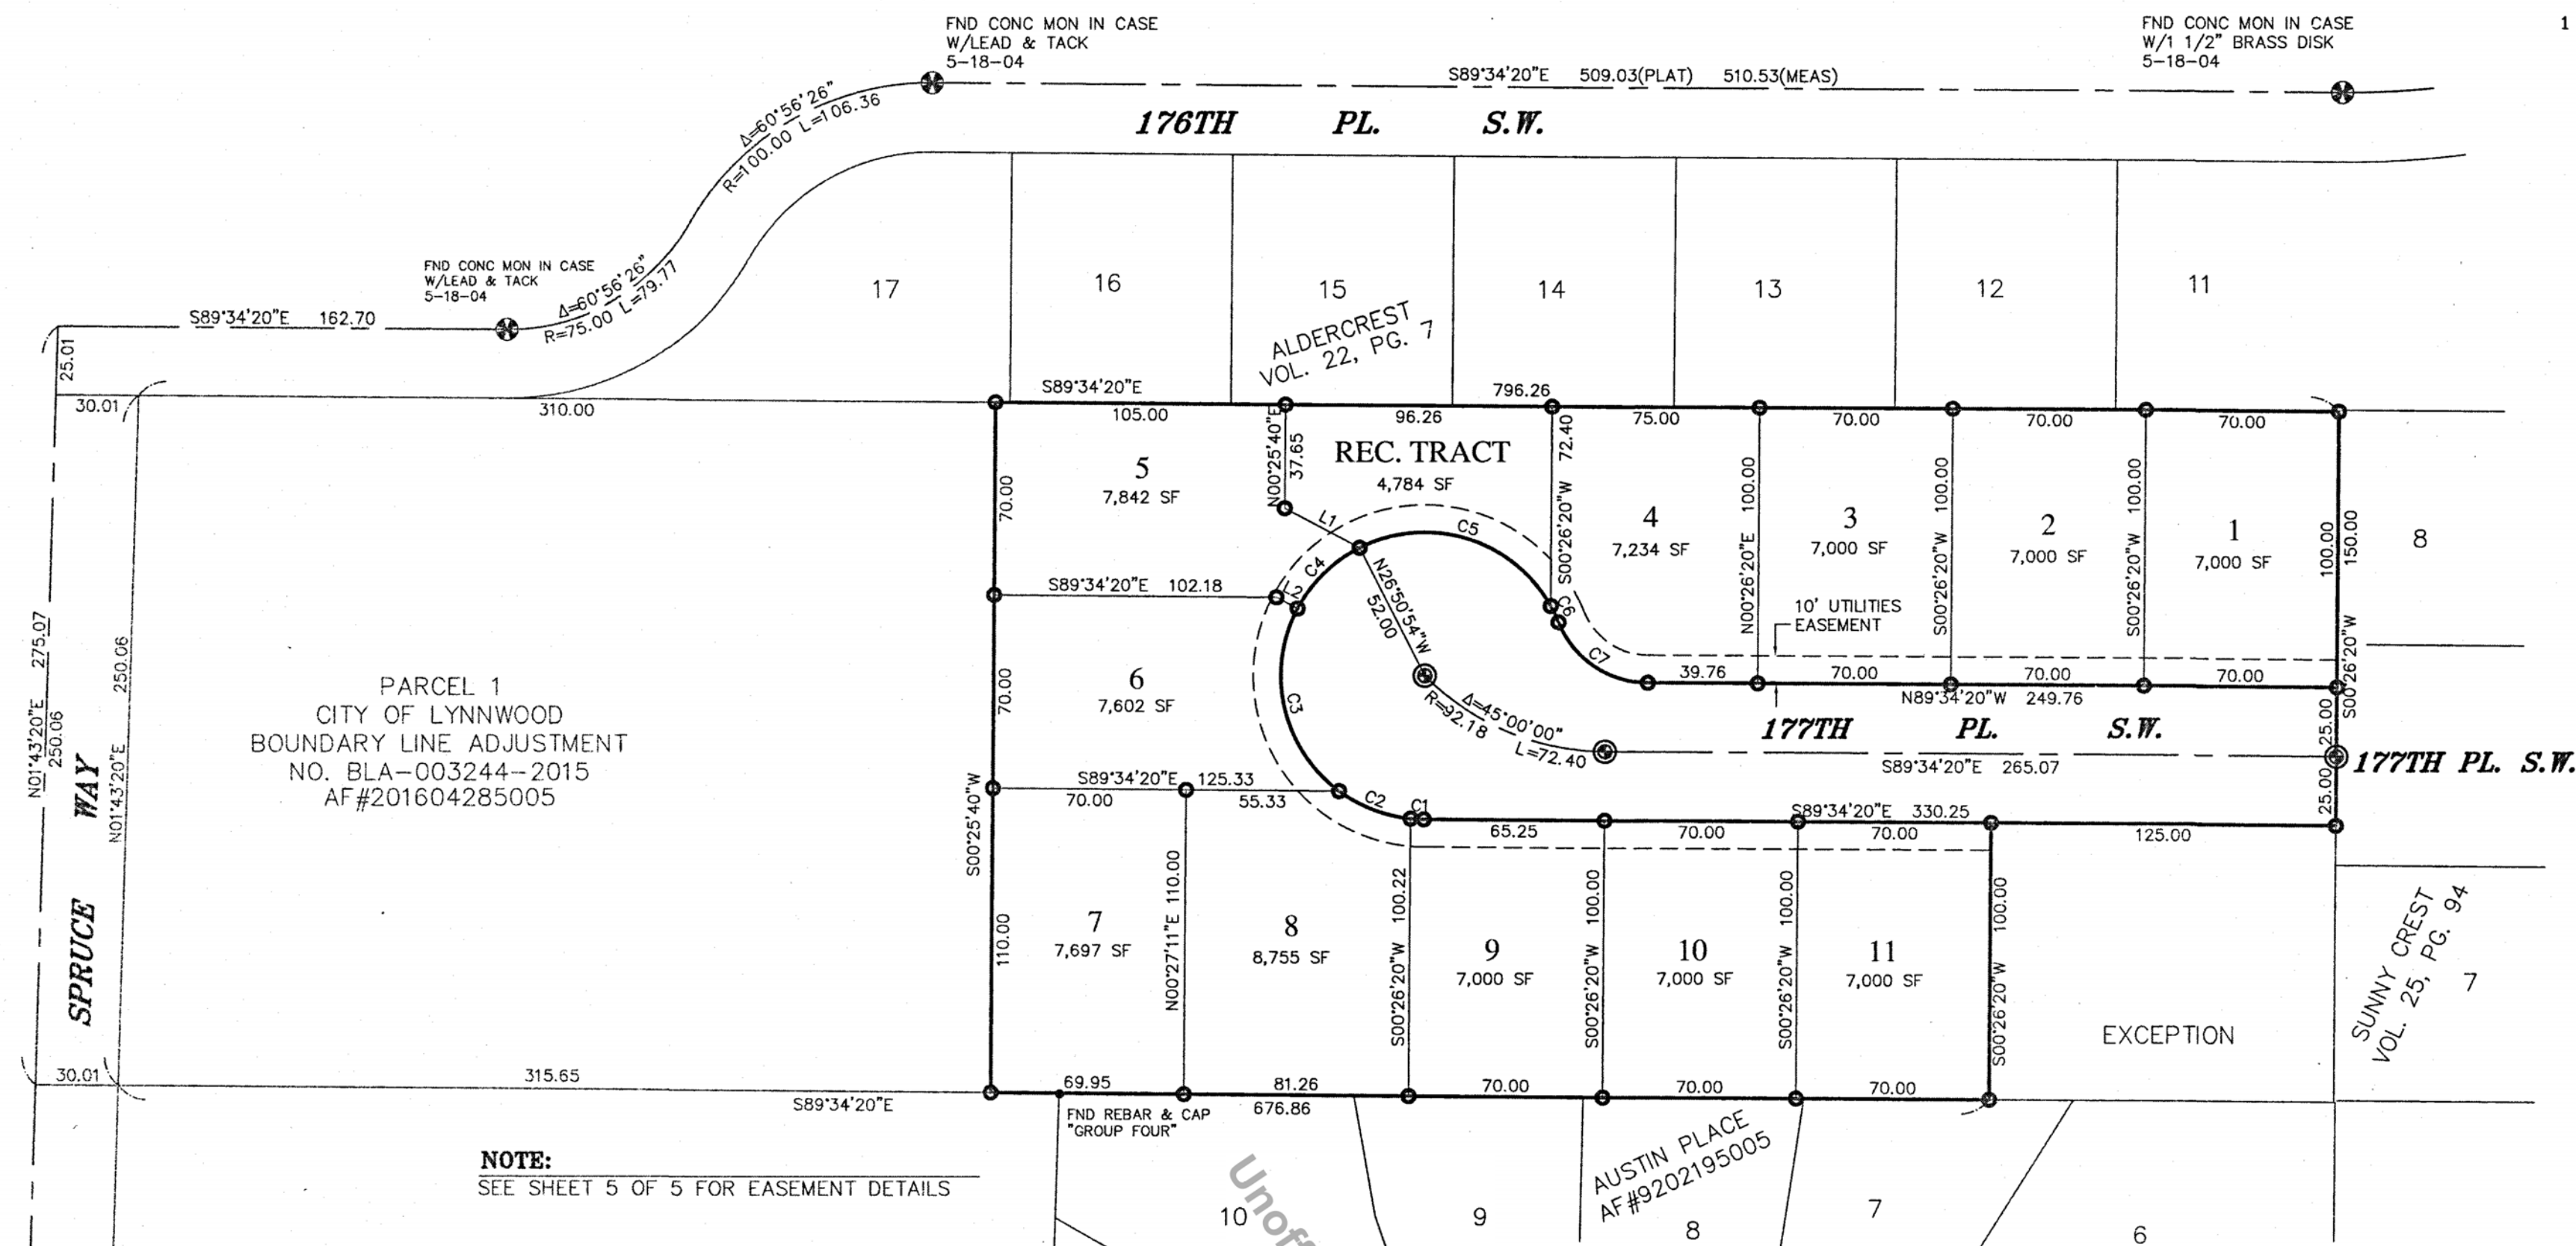 FND CONC MON IN CASE
W/LEAD & TACK
5-18-04
FND CONC MON IN CASE
W/1 1/2" BRASS DISK
5-18-04
1
S89°34'20"E 509.03(PLAT) 510.53(MEAS)
176TH PL. S.W.
Δ=60°56'26"
R=100.00 L=106.36
FND CONC MON IN CASE
W/LEAD & TACK
5-18-04
Δ=60°56'26"
R=75.00 L=79.77
S89°34'20"E 162.70
25.01
30.01
310.00
17
16
15
14
13
12
11
ALDERCREST
VOL. 22, PG. 7
S89°34'20"E
796.26
105.00
96.26
75.00
70.00
70.00
70.00
N00°25'40"E
37.65
REC. TRACT
4,784 SF
S00°26'20"W 72.40
5
7,842 SF
70.00
L1
C5
C4
L2
N26°50'54"W
52.00
C6
C7
4
7,234 SF
N00°26'20"E 100.00
3
7,000 SF
S00°26'20"W 100.00
2
7,000 SF
S00°26'20"W 100.00
1
7,000 SF
100.00
150.00
S00°26'20"W
8
10' UTILITIES
EASEMENT
S89°34'20"E 102.18
6
7,602 SF
70.00
C3
39.76
70.00
70.00
70.00
N89°34'20"W 249.76
Δ=45°00'00"
R=92.18
L=72.40
177TH PL. S.W.
S89°34'20"E 265.07
25.00
25.00
177TH PL. S.W.
N01°43'20"E 275.07
250.06
250.06
N01°43'20"E
SPRUCE WAY
PARCEL 1
CITY OF LYNNWOOD
BOUNDARY LINE ADJUSTMENT
NO. BLA-003244-2015
AF#201604285005
S00°25'40"W
S89°34'20"E 125.33
70.00
55.33
C2
C1
S89°34'20"E 330.25
65.25
70.00
70.00
125.00
110.00
7
7,697 SF
N00°27'11"E 110.00
8
8,755 SF
S00°26'20"W 100.22
9
7,000 SF
S00°26'20"W 100.00
10
7,000 SF
S00°26'20"W 100.00
11
7,000 SF
S00°26'20"W 100.00
EXCEPTION
SUNNY CREST
VOL. 25, PG. 94
7
30.01
315.65
S89°34'20"E
69.95
81.26
70.00
70.00
70.00
676.86
FND REBAR & CAP
"GROUP FOUR"
NOTE:
SEE SHEET 5 OF 5 FOR EASEMENT DETAILS
AUSTIN PLACE
AF#9202195005
10
9
8
7
6